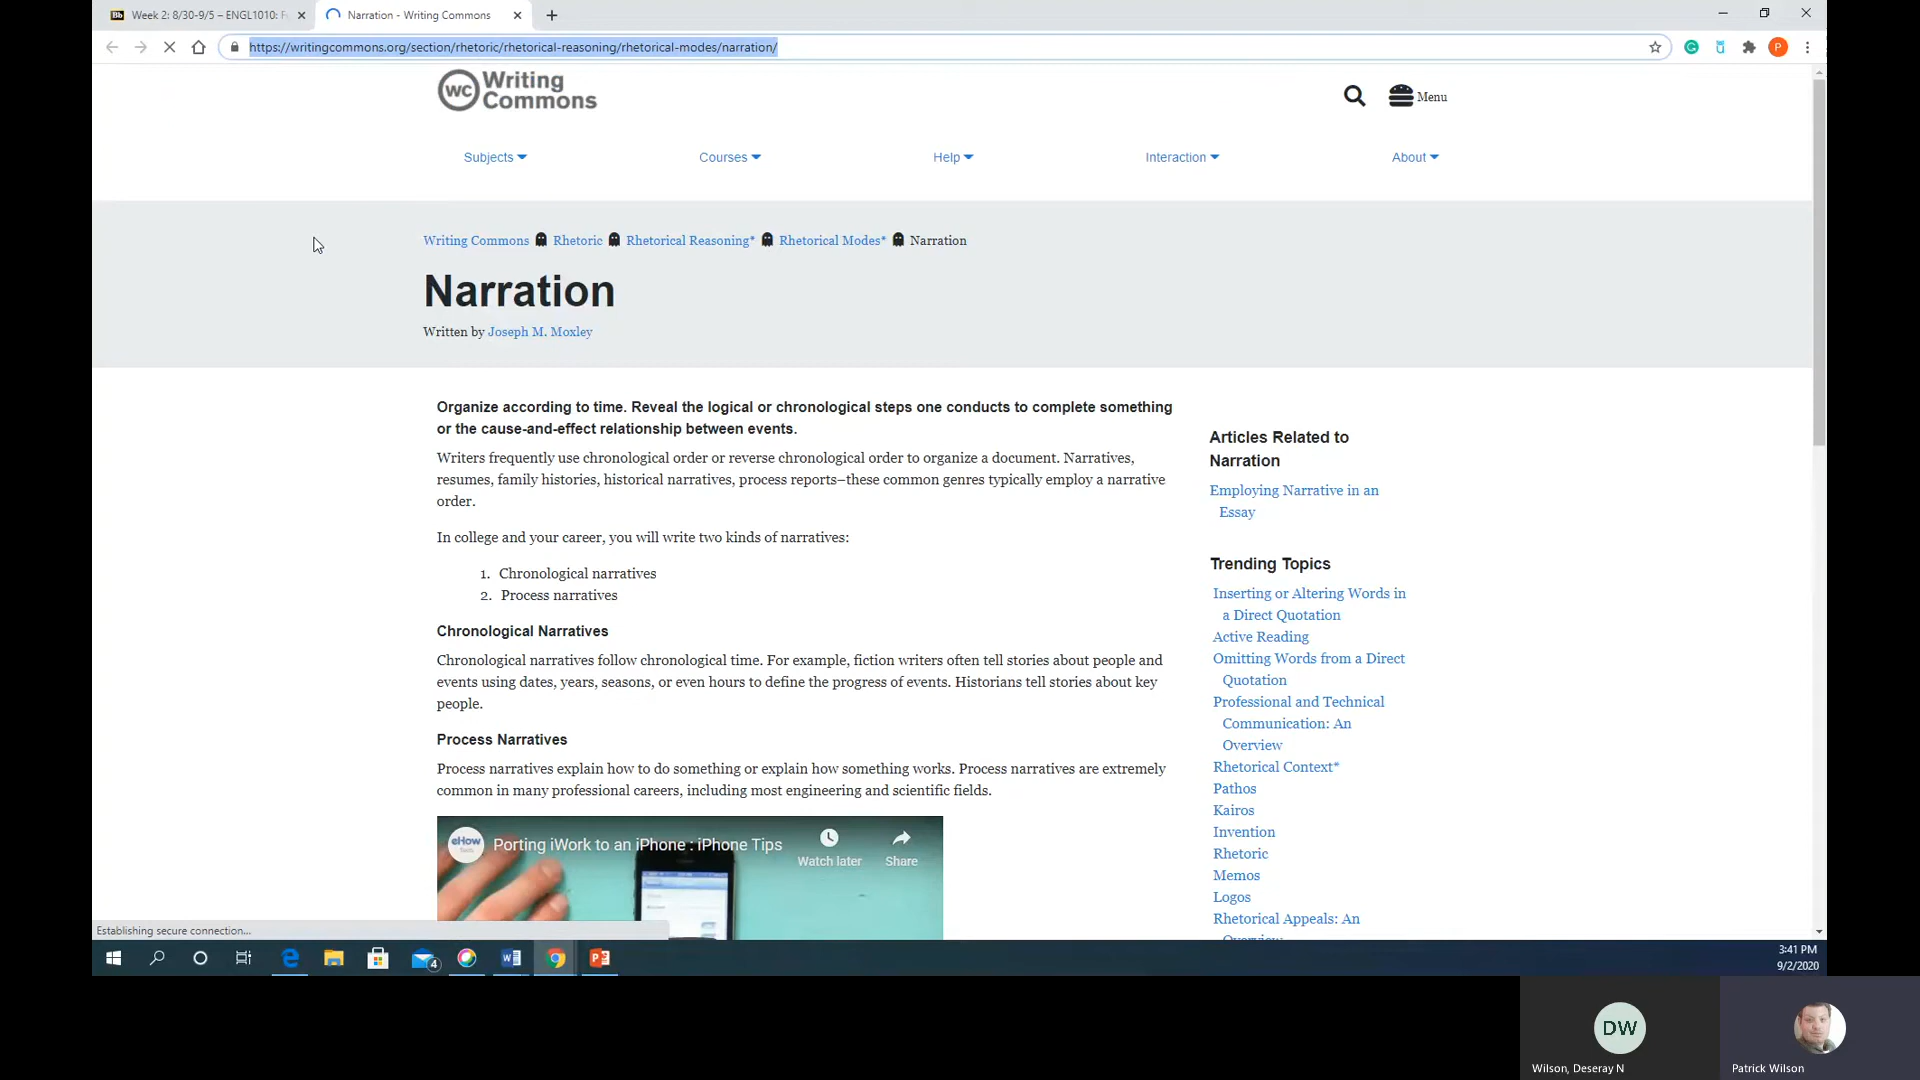 Week 2: 8/30-9/5 – ENGL1010: F
Narration - Writing Commons
https://writingcommons.org/section/rhetoric/rhetorical-reasoning/rhetorical-modes/narration/
P
WC Writing Commons
Menu
Subjects
Courses
Help
Interaction
About
Writing Commons Rhetoric Rhetorical Reasoning* Rhetorical Modes* Narration
Narration
Written by Joseph M. Moxley
Organize according to time. Reveal the logical or chronological steps one conducts to complete something
or the cause-and-effect relationship between events.
Writers frequently use chronological order or reverse chronological order to organize a document. Narratives,
resumes, family histories, historical narratives, process reports–these common genres typically employ a narrative
order.
In college and your career, you will write two kinds of narratives:
1. Chronological narratives
2. Process narratives
Chronological Narratives
Chronological narratives follow chronological time. For example, fiction writers often tell stories about people and
events using dates, years, seasons, or even hours to define the progress of events. Historians tell stories about key
people.
Process Narratives
Process narratives explain how to do something or explain how something works. Process narratives are extremely
common in many professional careers, including most engineering and scientific fields.
eHow
Porting iWork to an iPhone : iPhone Tips
Watch later
Share
Articles Related to
Narration
Employing Narrative in an
Essay
Trending Topics
Inserting or Altering Words in
a Direct Quotation
Active Reading
Omitting Words from a Direct
Quotation
Professional and Technical
Communication: An
Overview
Rhetorical Context*
Pathos
Kairos
Invention
Rhetoric
Memos
Logos
Rhetorical Appeals: An
Overview
Establishing secure connection...
4
3:41 PM
9/2/2020
DW
Wilson, Deseray N
Patrick Wilson